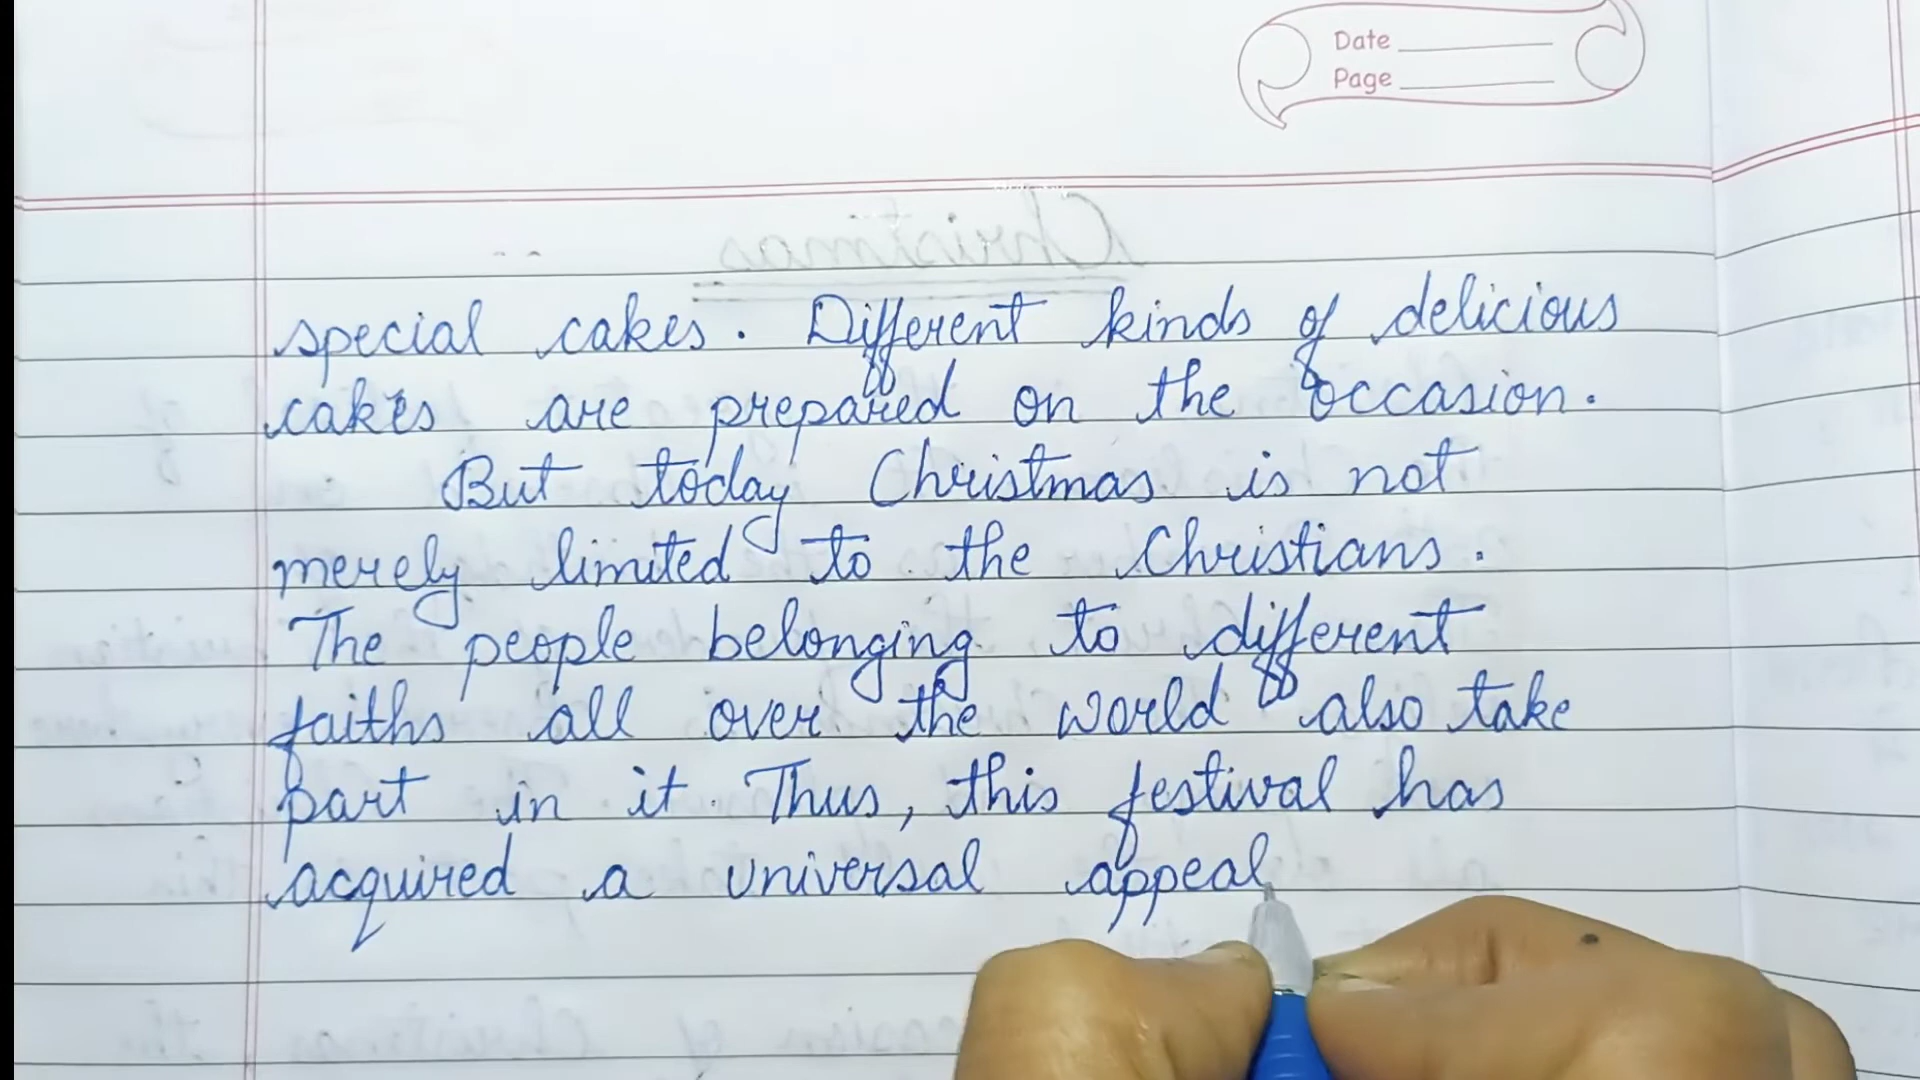 Date
Page
Christmas
special cakes. Different kinds of delicious
cakes are prepared on the occasion.
But today Christmas is not
merely limited to the Christians.
The people belonging to different
faiths all over the world also take
part in it. Thus, this festival has
acquired a universal appeal